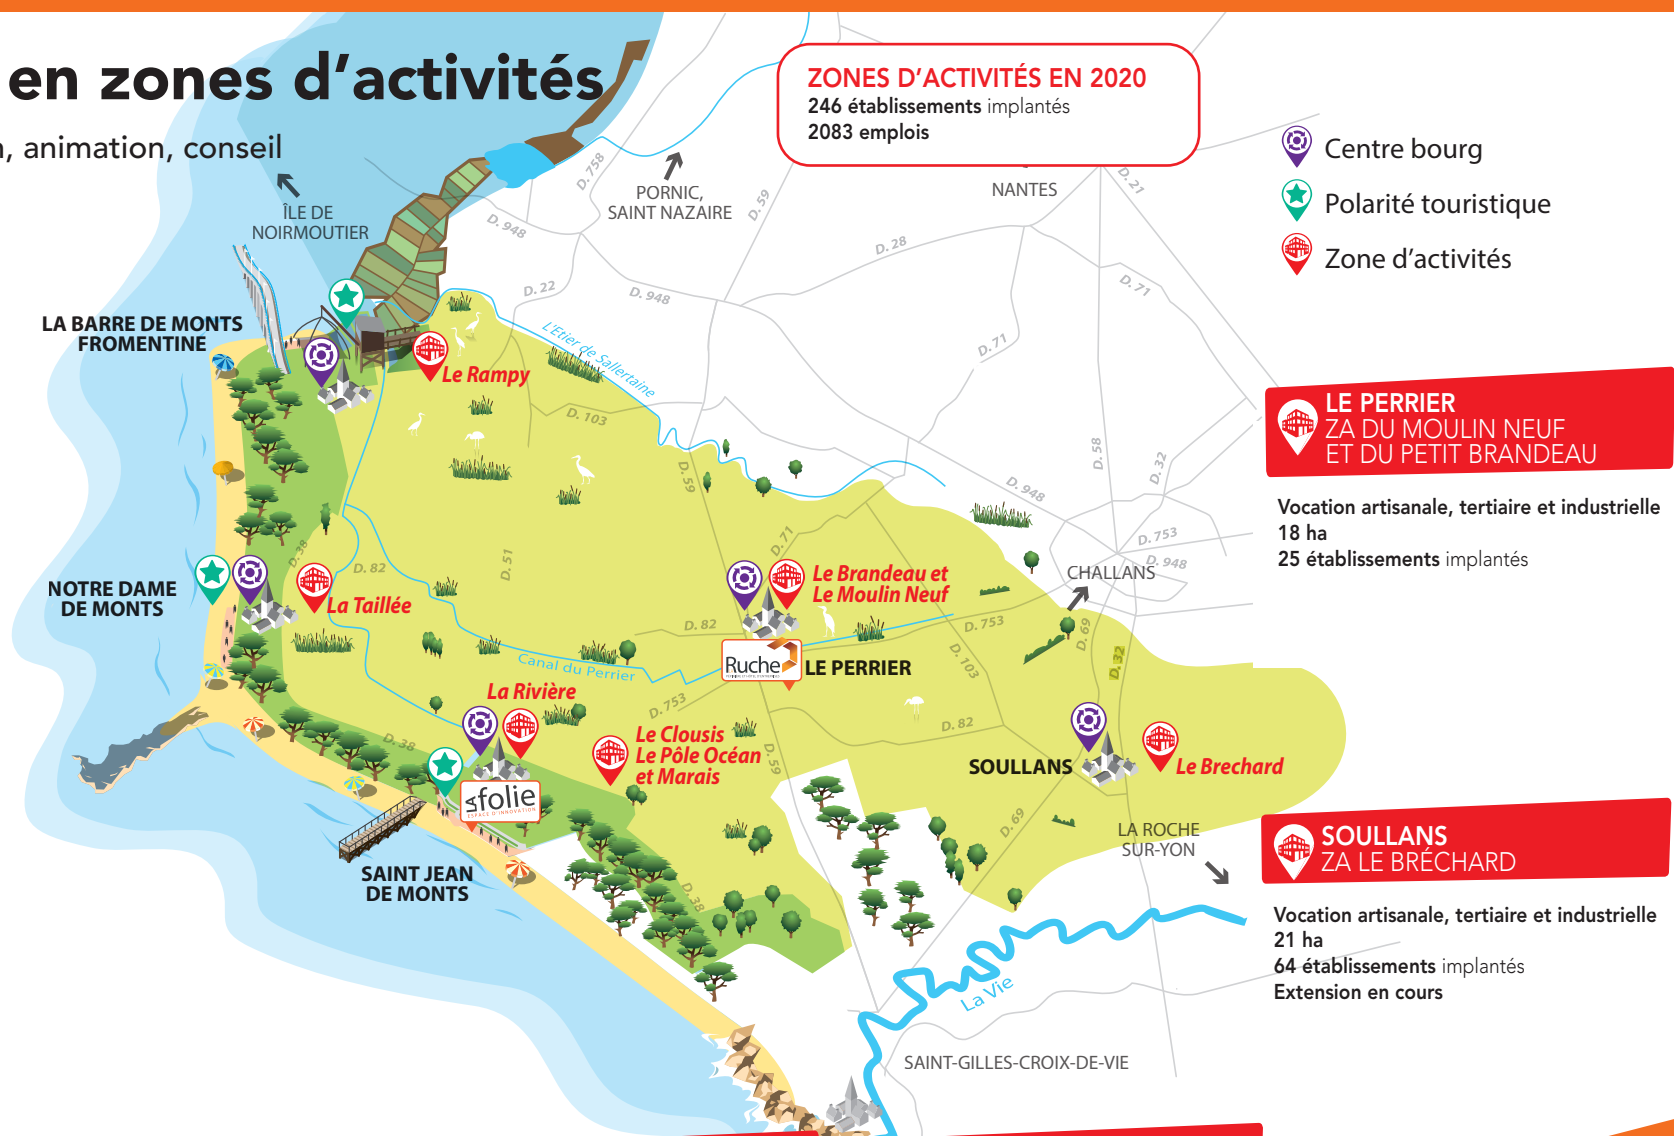 en zones d'activités
n, animation, conseil
ZONES D'ACTIVITÉS EN 2020
246 établissements implantés
2083 emplois
Centre bourg
Polarité touristique
Zone d'activités
ÎLE DE
NOIRMOUTIER
PORNIC,
SAINT NAZAIRE
NANTES
D. 758
D. 59
D. 21
D. 948
D. 28
D. 22
D. 948
D. 71
D. 71
L'Etier de Sallertaine
LA BARRE DE MONTS
FROMENTINE
Le Rampy
D. 103
D. 59
D. 58
D. 32
D. 948
D. 753
D. 948
LE PERRIER
ZA DU MOULIN NEUF
ET DU PETIT BRANDEAU
Vocation artisanale, tertiaire et industrielle
18 ha
25 établissements implantés
D. 38
D. 82
D. 51
D. 71
CHALLANS
NOTRE DAME
DE MONTS
La Taillée
Le Brandeau et
Le Moulin Neuf
D. 82
D. 753
D. 69
D. 32
D. 103
Canal du Perrier
Ruche
LE PERRIER
La Rivière
D. 753
D. 82
D. 38
Le Clousis
Le Pôle Océan
et Marais
D. 59
SOULLANS
Le Brechard
la folie
ESPACE D'INNOVATION
D. 69
LA ROCHE
SUR-YON
SAINT JEAN
DE MONTS
D. 38
SOULLANS
ZA LE BRÉCHARD
Vocation artisanale, tertiaire et industrielle
21 ha
64 établissements implantés
Extension en cours
La Vie
SAINT-GILLES-CROIX-DE-VIE